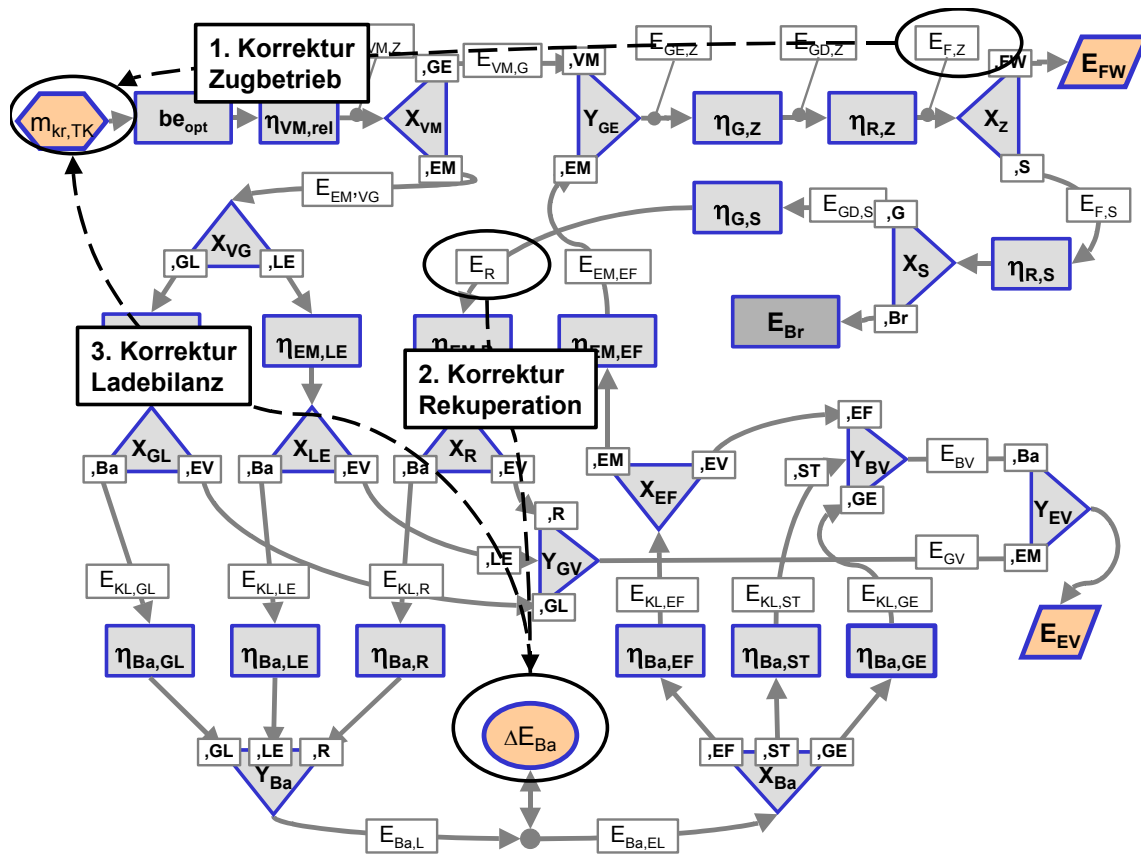 1. Korrektur
Zugbetrieb
VM,Z
,GE
E_VM,G
,VM
E_GE,Z
E_GD,Z
E_F,Z
,FW
E_FW
m_kr,TK
be_opt
η_VM,rel
X_VM
Y_GE
η_G,Z
η_R,Z
X_Z
,EM
,EM
,S
E_EM,VG
η_G,S
E_GD,S
,G
E_F,S
X_VG
,GL
,LE
E_R
E_EM,EF
X_S
η_R,S
,Br
E_Br
η_EM,LE
η_EM,R
η_EM,EF
3. Korrektur
Ladebilanz
2. Korrektur
Rekuperation
X_GL
X_LE
X_R
,Ba
,EV
,Ba
,EV
,Ba
,EV
,EM
,EV
X_EF
,EF
,ST
Y_BV
,GE
E_BV
,Ba
Y_EV
,EM
,R
,LE
Y_GV
,GL
E_GV
E_KL,GL
E_KL,LE
E_KL,R
E_KL,EF
E_KL,ST
E_KL,GE
E_EV
η_Ba,GL
η_Ba,LE
η_Ba,R
η_Ba,EF
η_Ba,ST
η_Ba,GE
ΔE_Ba
,GL
,LE
,R
Y_Ba
,EF
,ST
,GE
X_Ba
E_Ba,L
E_Ba,EL